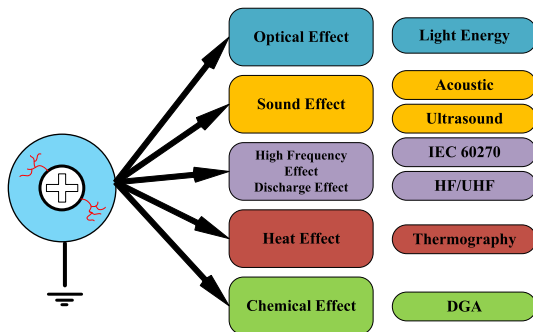 Optical Effect
Light Energy
Sound Effect
Acoustic
Ultrasound
High Frequency
Effect
Discharge Effect
IEC 60270
HF/UHF
Heat Effect
Thermography
Chemical Effect
DGA